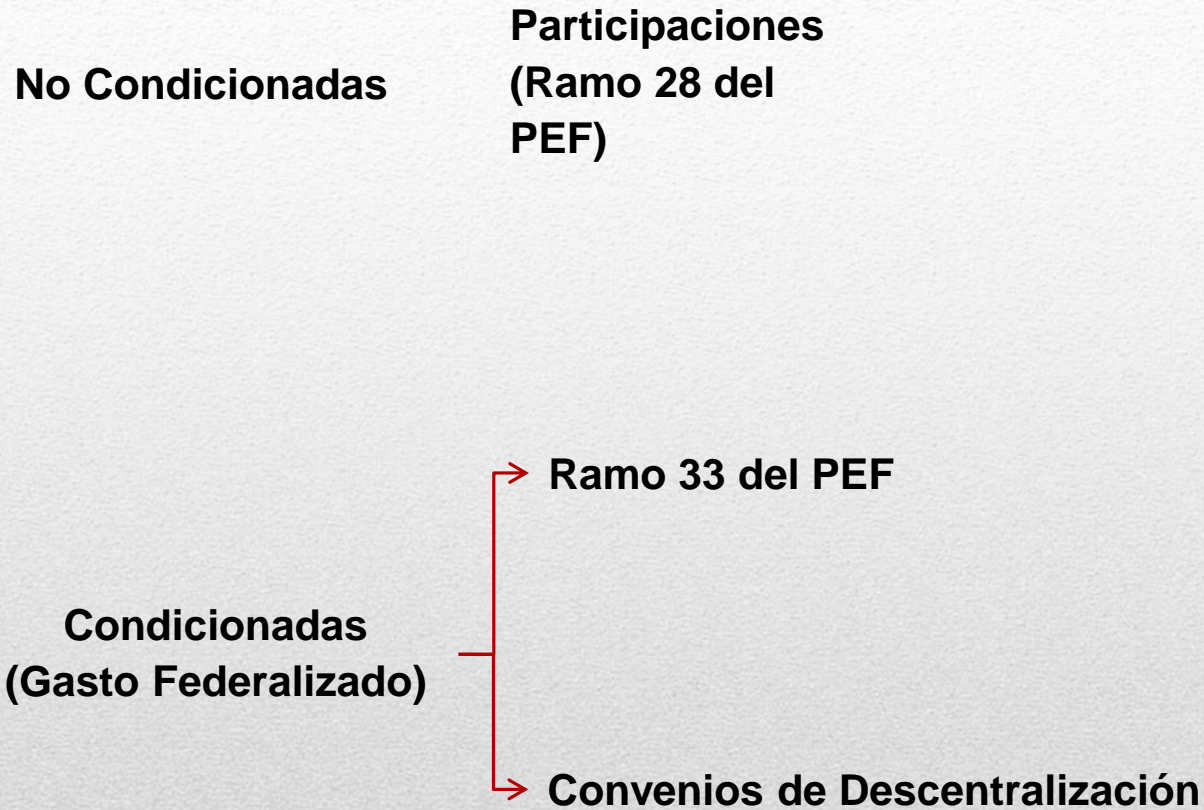 No Condicionadas
Participaciones
(Ramo 28 del
PEF)
Ramo 33 del PEF
Condicionadas
(Gasto Federalizado)
Convenios de Descentralización